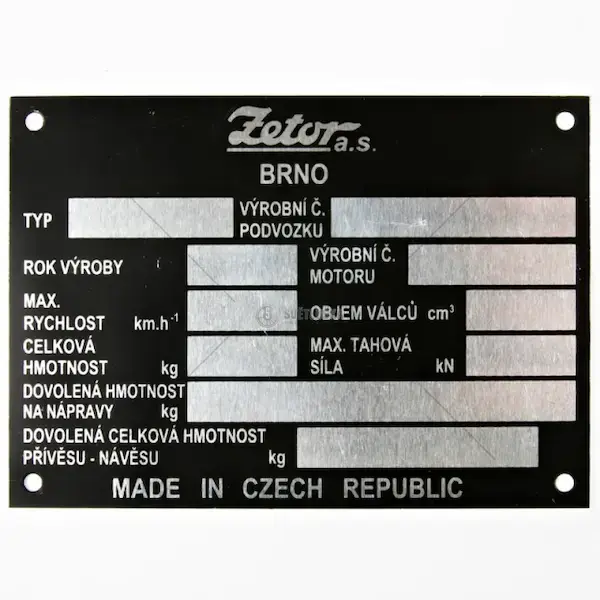 Zetor a.s.
BRNO
TYP
VÝROBNÍ Č.
PODVOZKU
ROK VÝROBY
VÝROBNÍ Č.
MOTORU
MAX.
RYCHLOST km.h-1
OBJEM VÁLCŮ cm³
CELKOVÁ
HMOTNOST kg
MAX. TAHOVÁ
SÍLA kN
DOVOLENÁ HMOTNOST
NA NÁPRAVY kg
DOVOLENÁ CELKOVÁ HMOTNOST
PŘÍVĚSU - NÁVĚSU kg
MADE IN CZECH REPUBLIC